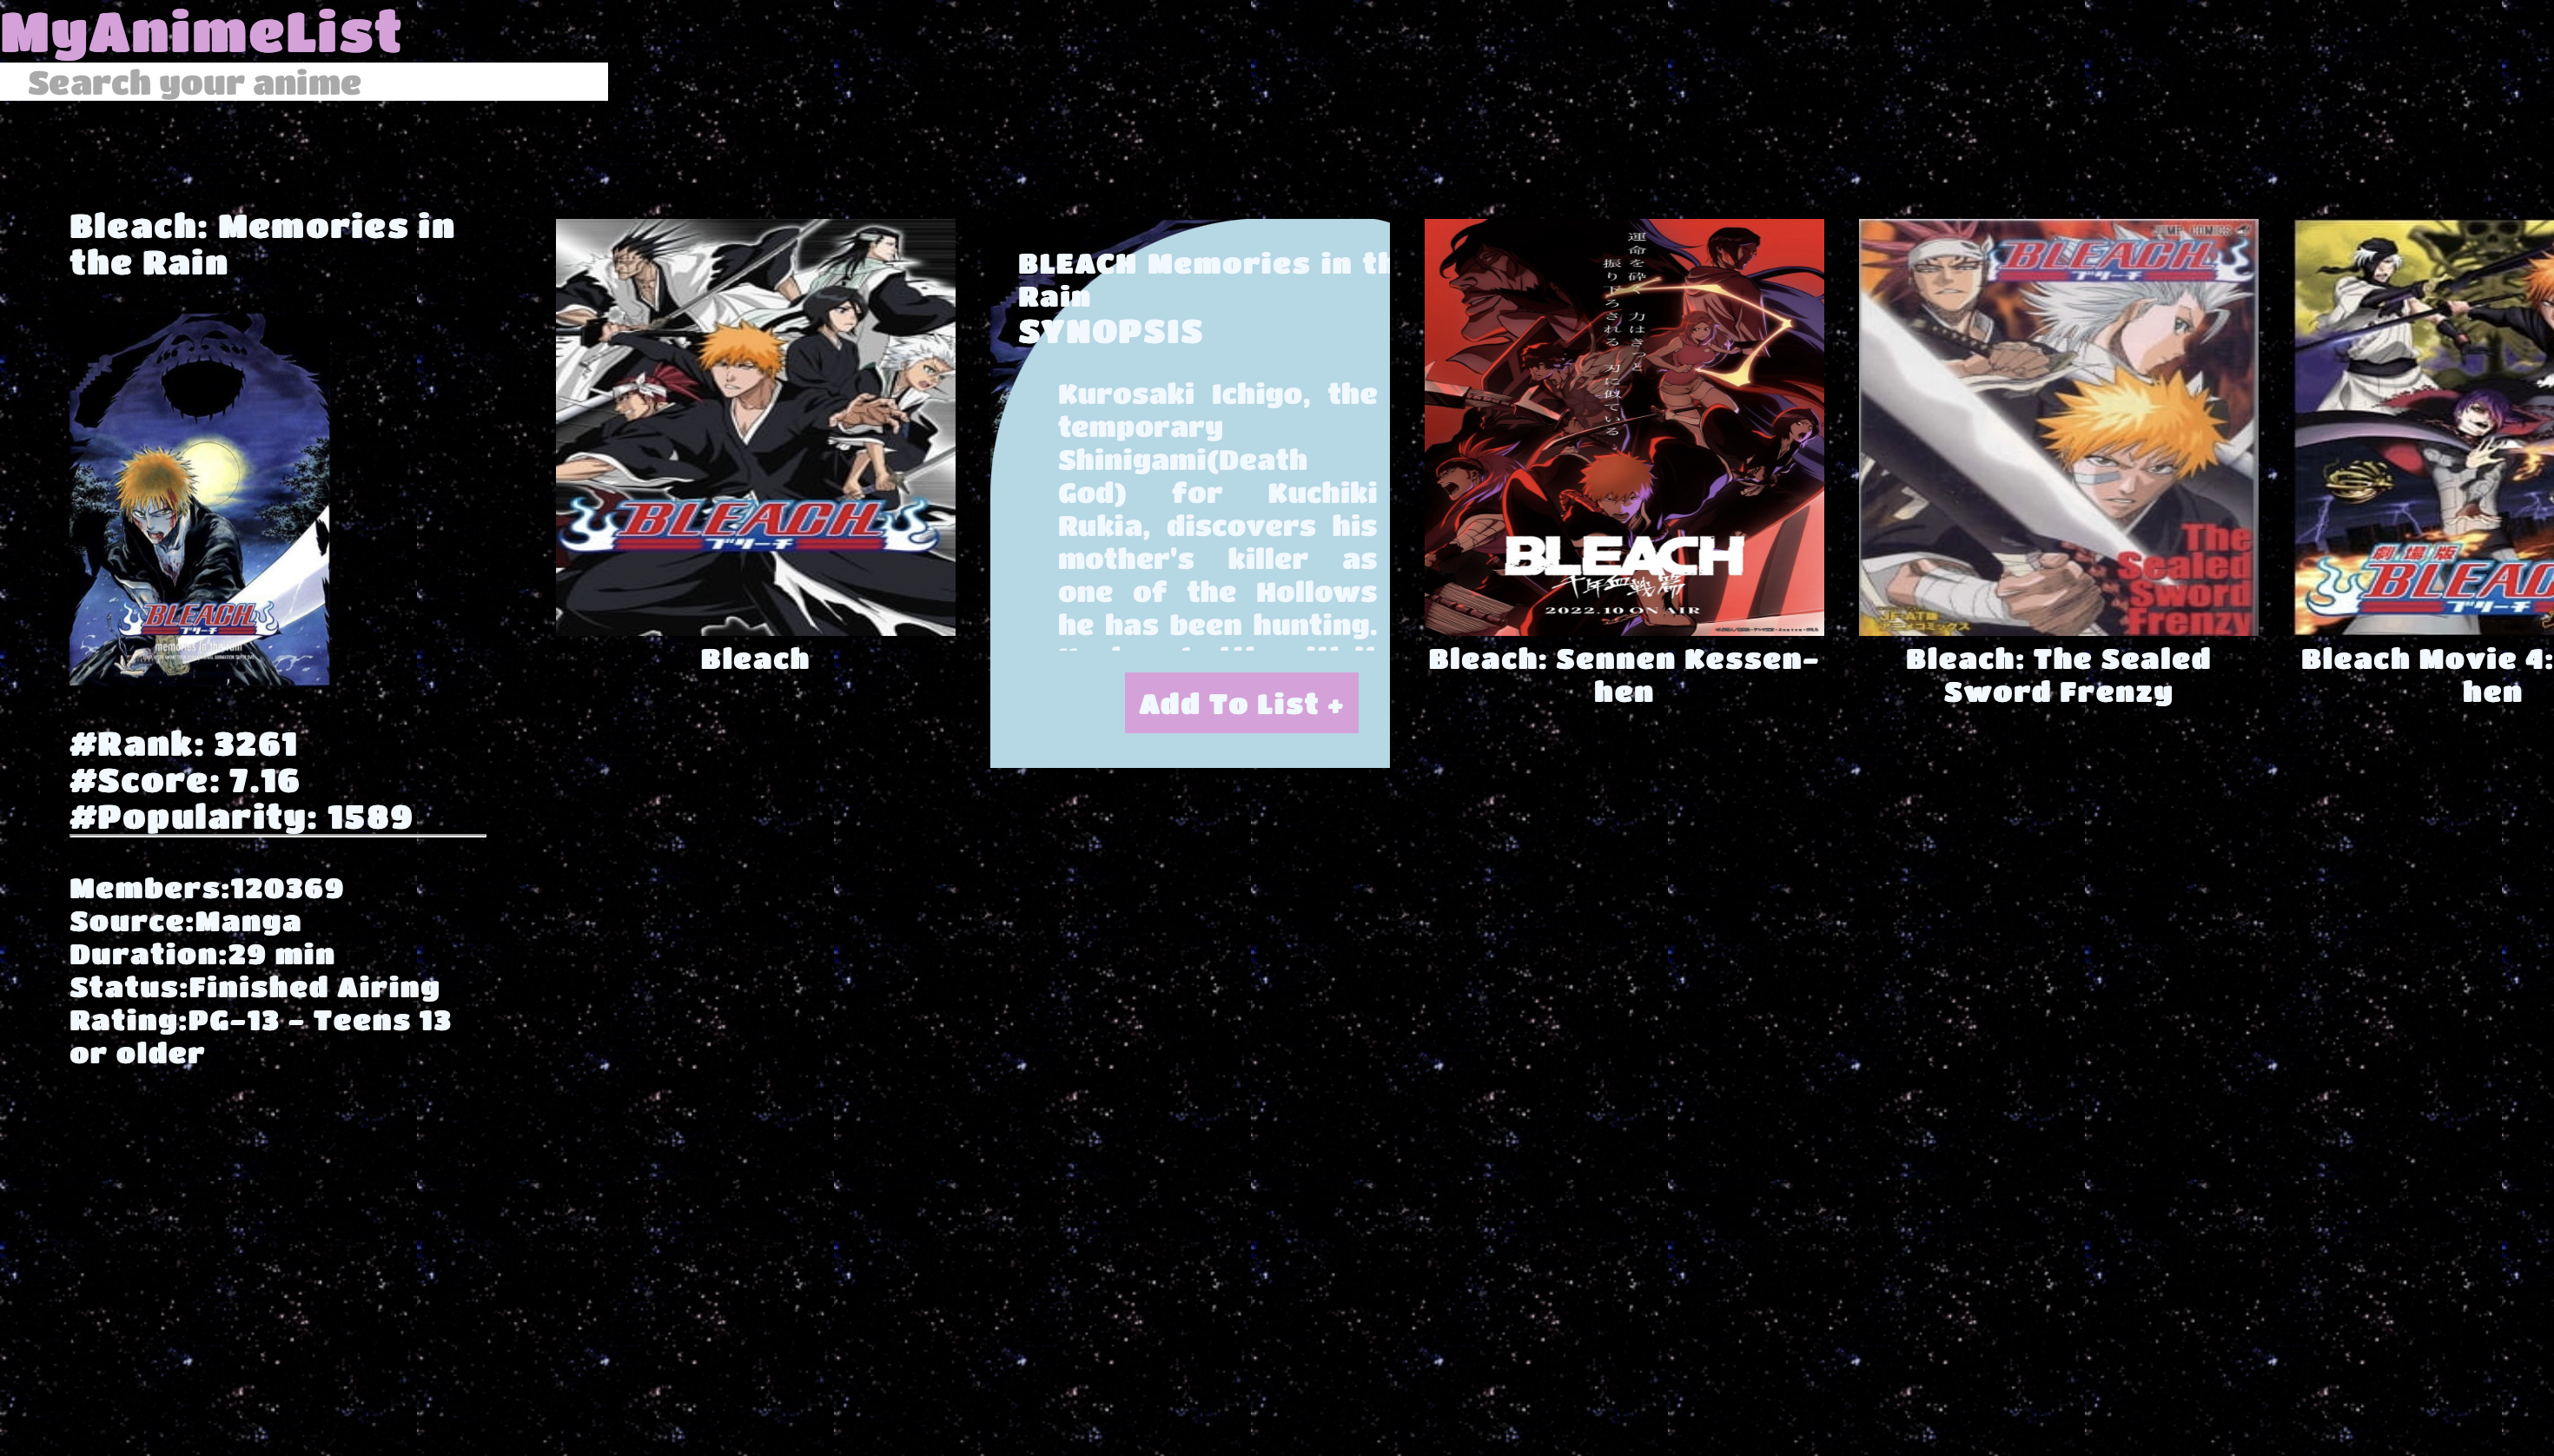 MyAnimeList
Search your anime
Bleach: Memories in
the Rain
BLEACH
ブリーチ
memories in the rain
#Rank: 3261
#Score: 7.16
#Popularity: 1589
Members:120369
Source:Manga
Duration:29 min
Status:Finished Airing
Rating:PG-13 - Teens 13
or older
BLEACH
ブリーチ
Bleach
BLEACH Memories in th
Rain
SYNOPSIS
Kurosaki Ichigo, the
temporary
Shinigami(Death
God) for Kuchiki
Rukia, discovers his
mother's killer as
one of the Hollows
he has been hunting.
Add To List +
運命を砕く力はきっと
振り下ろされる刃に似ている
BLEACH
千年血戦篇
2022.10 ON AIR
Bleach: Sennen Kessen-
hen
JUMP COMICS
BLEACH
ブリーチ
The
Sealed
Sword
Frenzy
Bleach: The Sealed
Sword Frenzy
劇場版
BLEAC
ブリーチ
Bleach Movie 4:
hen